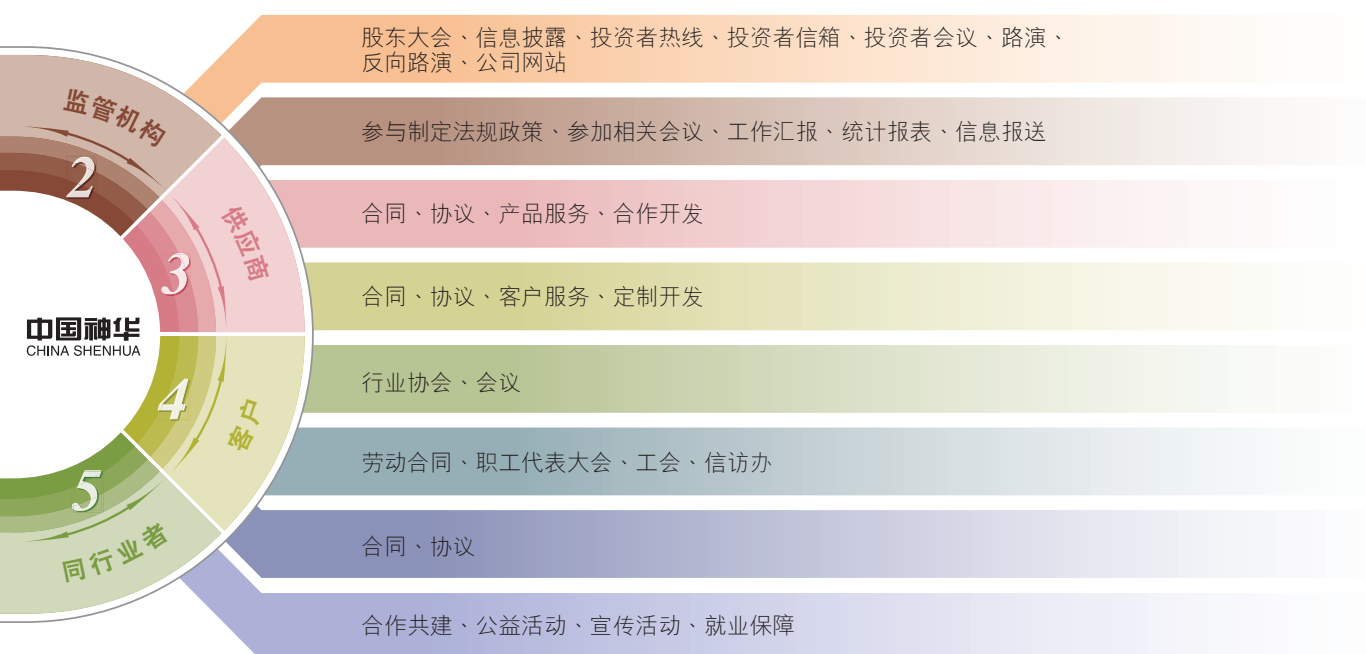 股东大会、信息披露、投资者热线、投资者信箱、投资者会议、路演、
反向路演、公司网站
监管机构
2
参与制定法规政策、参加相关会议、工作汇报、统计报表、信息报送
供应商
3
合同、协议、产品服务、合作开发
中国神华
CHINA SHENHUA
合同、协议、客户服务、定制开发
4
客户
行业协会、会议
5
同行业者
劳动合同、职工代表大会、工会、信访办
合同、协议
合作共建、公益活动、宣传活动、就业保障